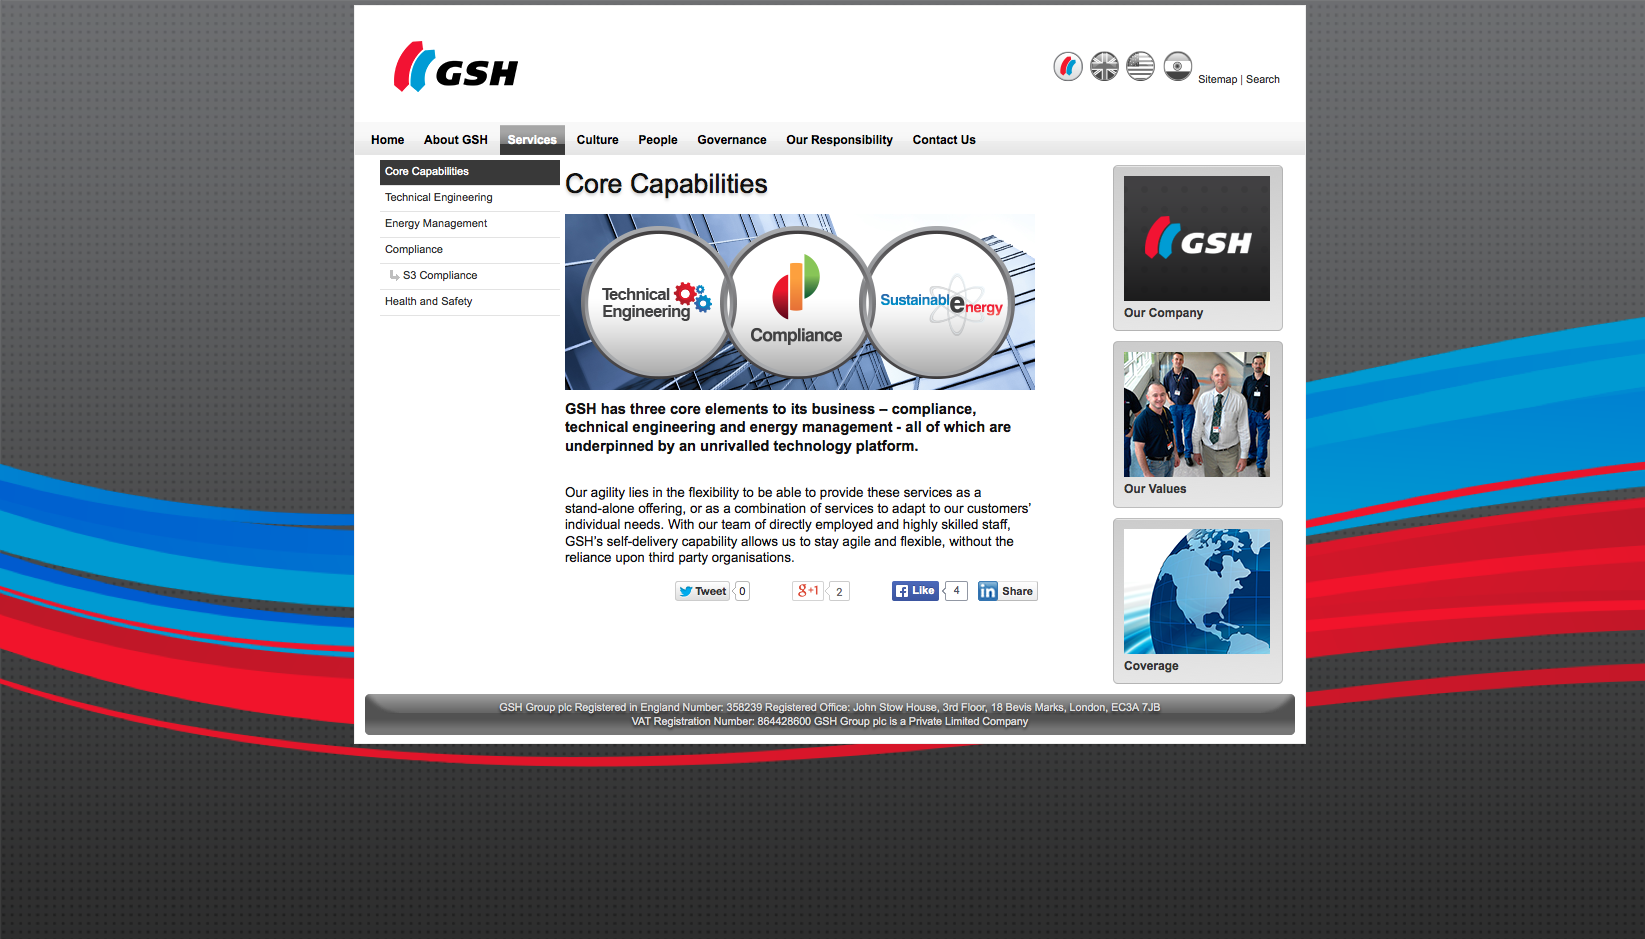 GSH
Sitemap | Search
Home About GSH Services Culture People Governance Our Responsibility Contact Us
Core Capabilities
Technical Engineering
Energy Management
Compliance
S3 Compliance
Health and Safety
Core Capabilities
Technical
Engineering
Compliance
Sustainable energy
GSH has three core elements to its business – compliance,
technical engineering and energy management - all of which are
underpinned by an unrivalled technology platform.
Our agility lies in the flexibility to be able to provide these services as a
stand-alone offering, or as a combination of services to adapt to our customers’
individual needs. With our team of directly employed and highly skilled staff,
GSH’s self-delivery capability allows us to stay agile and flexible, without the
reliance upon third party organisations.
Tweet 0 g+1 2 Like 4 in Share
GSH
Our Company
Our Values
Coverage
GSH Group plc Registered in England Number: 358239 Registered Office: John Stow House, 3rd Floor, 18 Bevis Marks, London, EC3A 7JB
VAT Registration Number: 864428600 GSH Group plc is a Private Limited Company